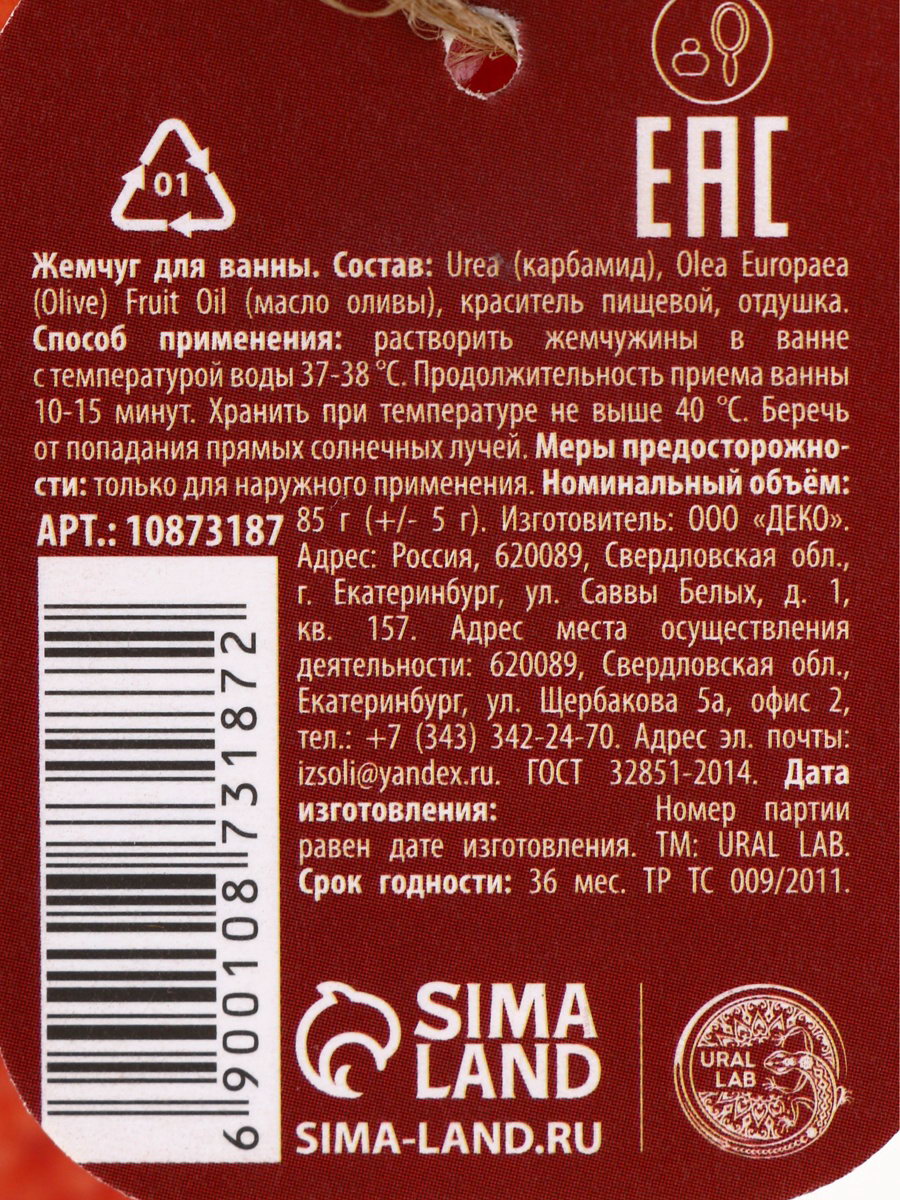 01
EAC
Жемчуг для ванны. Состав: Urea (карбамид), Olea Europaea
(Olive) Fruit Oil (масло оливы), краситель пищевой, отдушка.
Способ применения: растворить жемчужины в ванне
с температурой воды 37-38 °С. Продолжительность приема ванны
10-15 минут. Хранить при температуре не выше 40 °С. Беречь
от попадания прямых солнечных лучей. Меры предосторожно-
сти: только для наружного применения. Номинальный объём:
АРТ.: 10873187
85 г (+/- 5 г). Изготовитель: ООО «ДЕКО».
Адрес: Россия, 620089, Свердловская обл.,
г. Екатеринбург, ул. Саввы Белых, д. 1,
кв. 157. Адрес места осуществления
деятельности: 620089, Свердловская обл.,
Екатеринбург, ул. Щербакова 5а, офис 2,
тел.: +7 (343) 342-24-70. Адрес эл. почты:
izsoli@yandex.ru. ГОСТ 32851-2014. Дата
изготовления: Номер партии
равен дате изготовления. ТМ: URAL LAB.
Срок годности: 36 мес. ТР ТС 009/2011.
6900108731872
SIMA
LAND
SIMA-LAND.RU
URAL
LAB